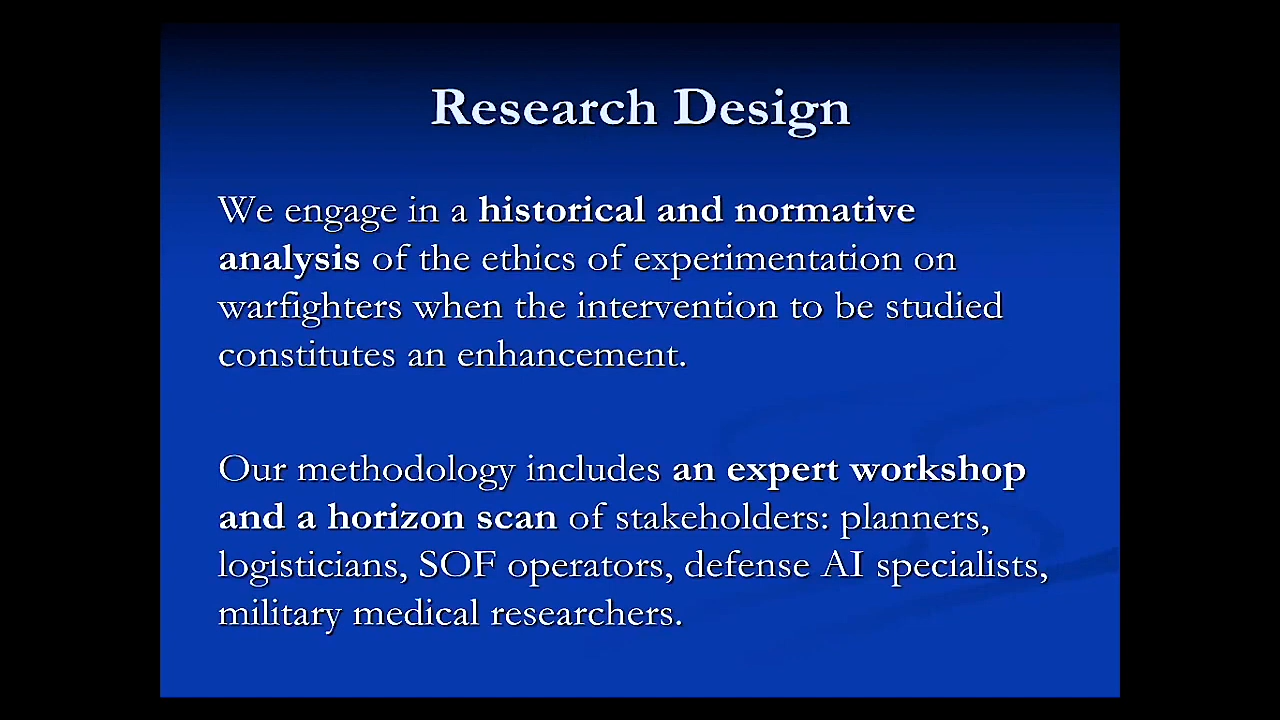 Research Design
We engage in a historical and normative
analysis of the ethics of experimentation on
warfighters when the intervention to be studied
constitutes an enhancement.
Our methodology includes an expert workshop
and a horizon scan of stakeholders: planners,
logisticians, SOF operators, defense AI specialists,
military medical researchers.